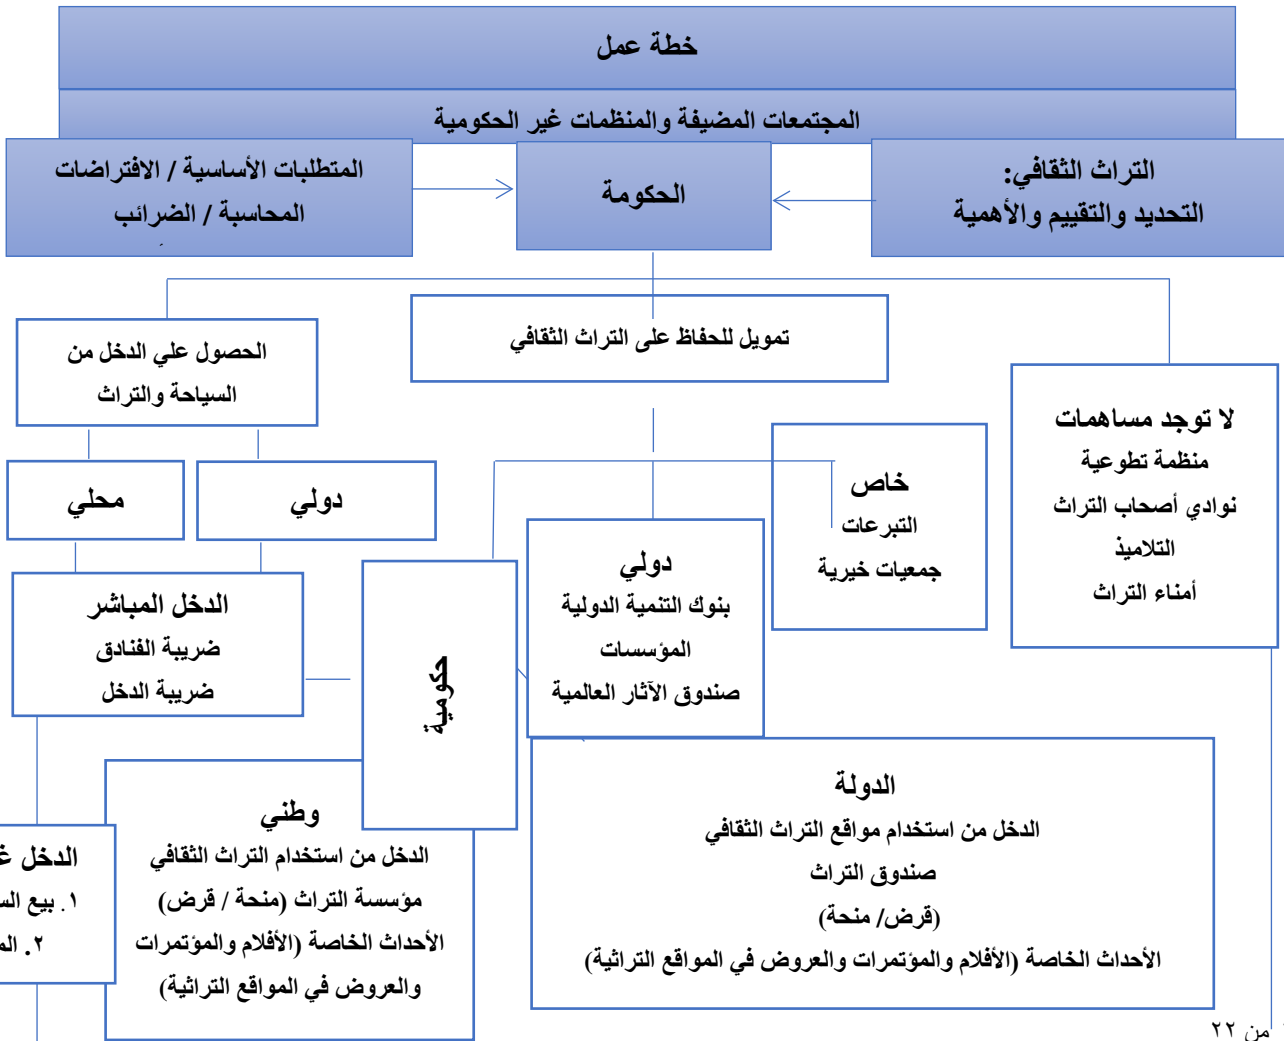 خطة عمل
المجتمعات المضيفة والمنظمات غير الحكومية
التراث الثقافي:
التحديد والتقييم والأهمية
الحكومة
المتطلبات الأساسية / الافتراضات
المحاسبة / الضرائب
لا توجد مساهمات
منظمة تطوعية
نوادي أصحاب التراث
التلاميذ
أمناء التراث
تمويل للحفاظ على التراث الثقافي
الحصول علي الدخل من
السياحة والتراث
خاص
التبرعات
جمعيات خيرية
دولي
بنوك التنمية الدولية
المؤسسات
صندوق الآثار العالمية
حكومية
دولي
محلي
الدخل المباشر
ضريبة الفنادق
ضريبة الدخل
الدولة
الدخل من استخدام مواقع التراث الثقافي
صندوق التراث
(قرض/ منحة)
الأحداث الخاصة (الأفلام والمؤتمرات والعروض في المواقع التراثية)
وطني
الدخل من استخدام التراث الثقافي
مؤسسة التراث (منحة / قرض)
الأحداث الخاصة (الأفلام والمؤتمرات
والعروض في المواقع التراثية)
الدخل
١. بيع
٢.
من ٢٢